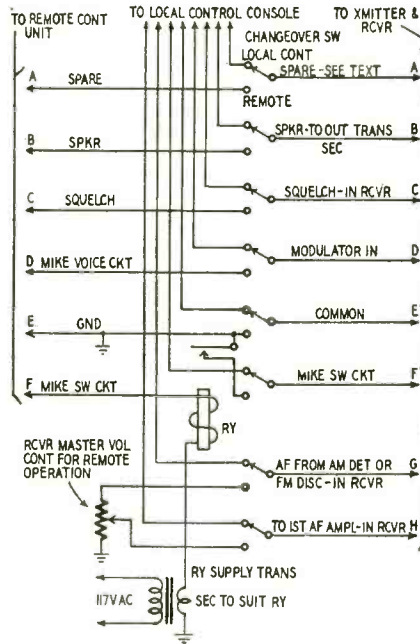 TO REMOTE CONT
UNIT
TO LOCAL CONTROL CONSOLE
TO XMITTER &
RCVR
CHANGEOVER SW
LOCAL CONT
A SPARE
SPARE-SEE TEXT A
REMOTE
B SPKR
SPKR-TO OUT TRANS B
SEC
C SQUELCH
SQUELCH-IN RCVR C
D MIKE VOICE CKT
MODULATOR IN D
E GND
COMMON E
F MIKE SW CKT
MIKE SW CKT F
RY
RCVR MASTER VOL
CONT FOR REMOTE
OPERATION
AF FROM AM DET OR G
FM DISC-IN RCVR
TO 1ST AF AMPL-IN RCVR H
RY SUPPLY TRANS
117V AC
SEC TO SUIT RY